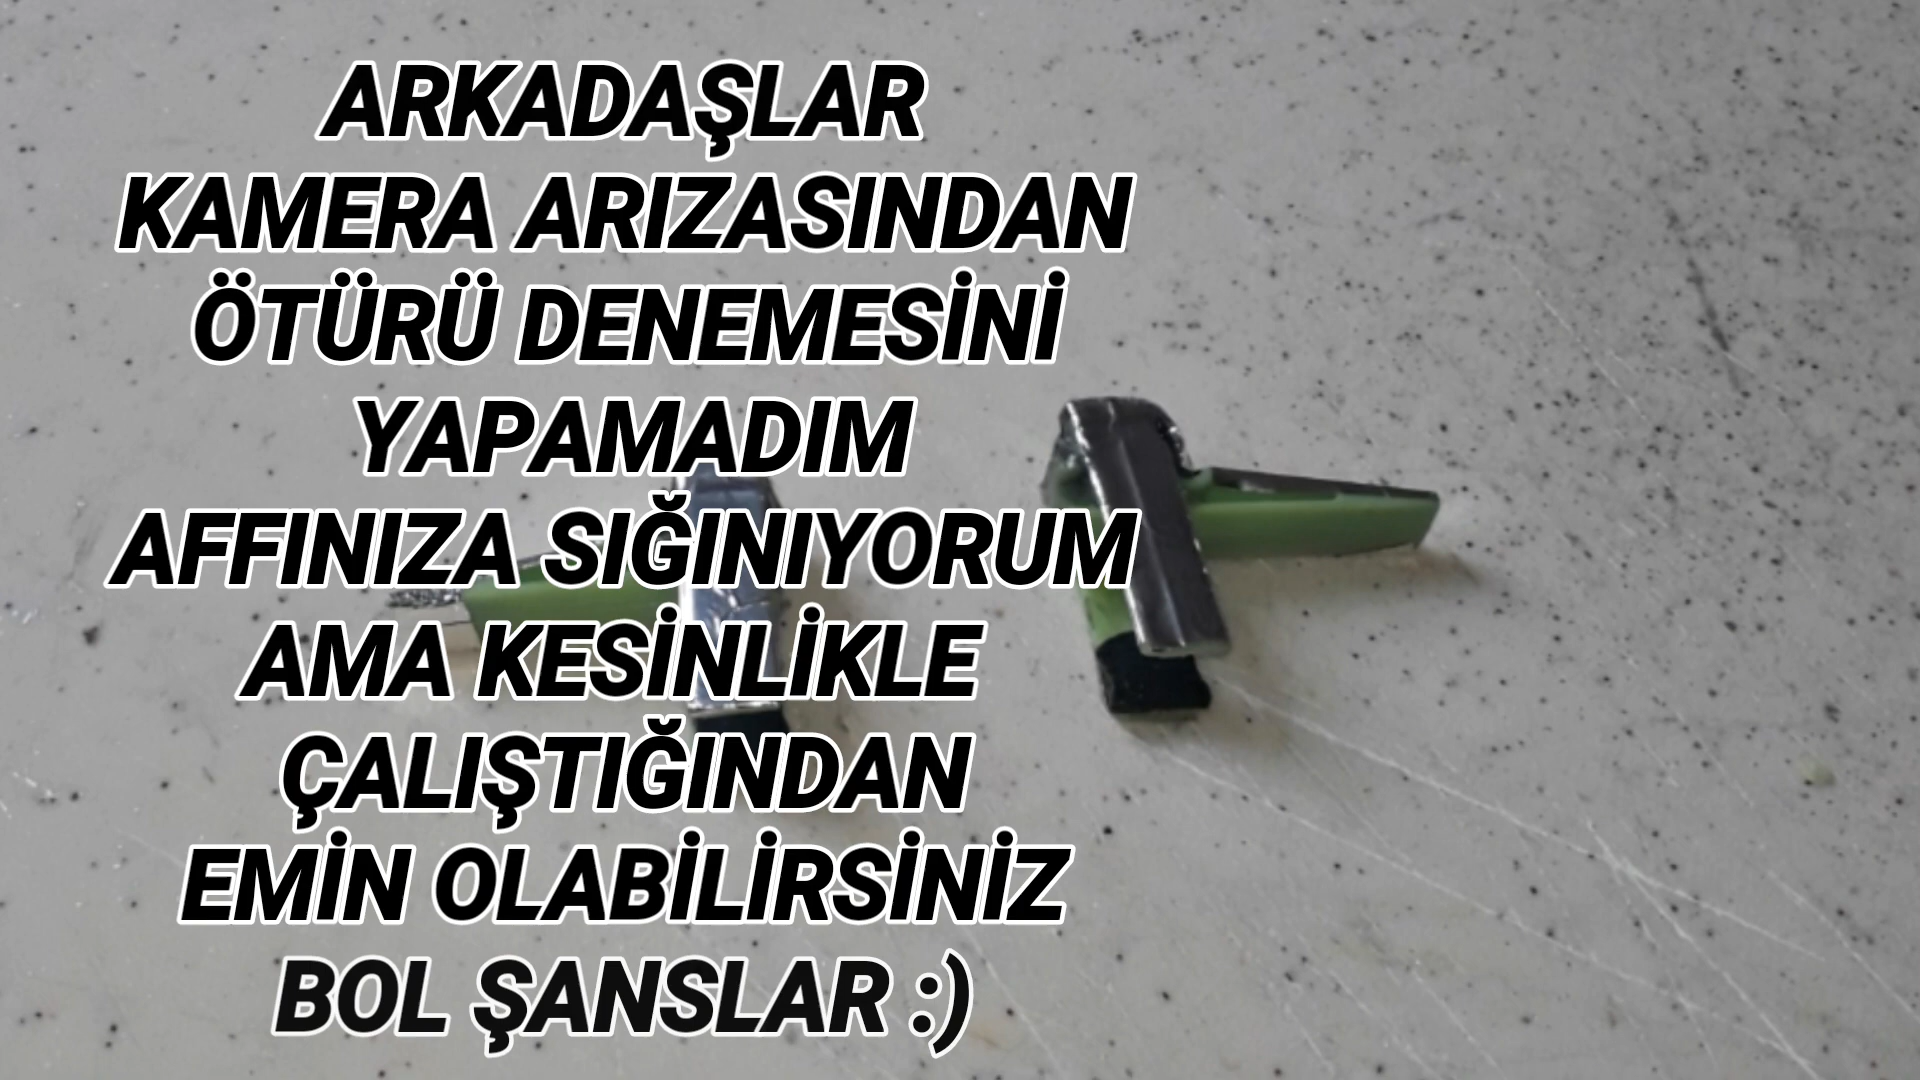 ARKADAŞLAR
KAMERA ARIZASINDAN
ÖTÜRÜ DENEMESİNİ
YAPAMADIM
AFFINIZA SIĞINIYORUM
AMA KESİNLİKLE
ÇALIŞTIĞINDAN
EMİN OLABİLİRSİNİZ
BOL ŞANSLAR :)